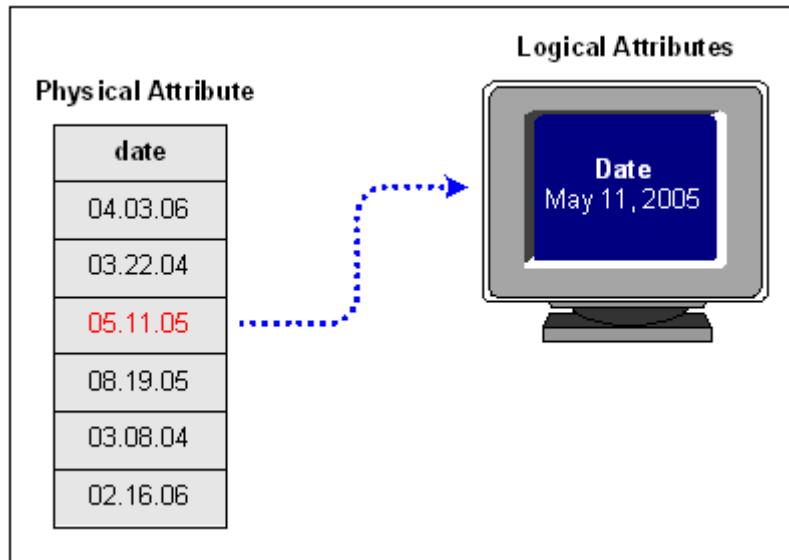 Physical Attribute
date
04.03.06
03.22.04
05.11.05
08.19.05
03.08.04
02.16.06
Logical Attributes
Date
May 11, 2005